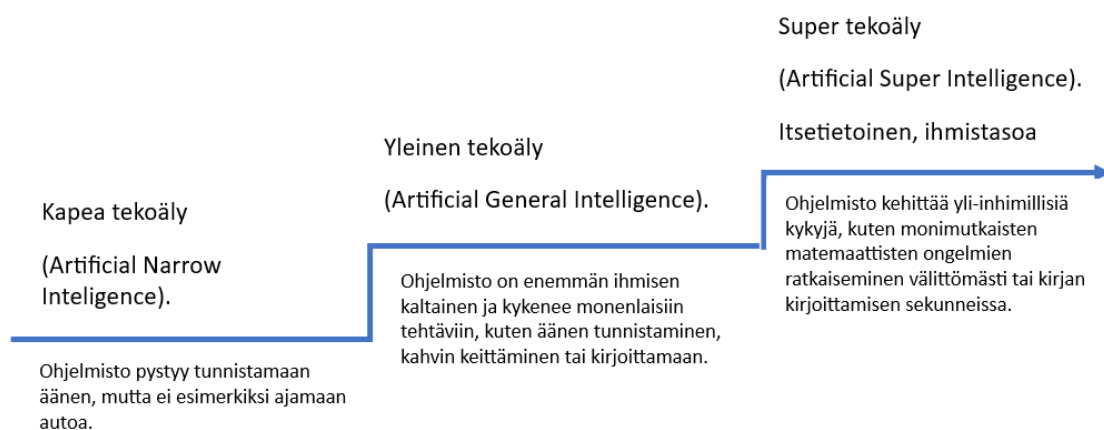 Kapea tekoäly
(Artificial Narrow
Inteligence).
Ohjelmisto pystyy tunnistamaan
äänen, mutta ei esimerkiksi ajamaan
autoa.
Yleinen tekoäly
(Artificial General Intelligence).
Ohjelmisto on enemmän ihmisen
kaltainen ja kykenee monenlaisiin
tehtäviin, kuten äänen tunnistaminen,
kahvin keittäminen tai kirjoittamaan.
Super tekoäly
(Artificial Super Intelligence).
Itsetietoinen, ihmistasoa
Ohjelmisto kehittää yli-inhimillisiä
kykyjä, kuten monimutkaisten
matemaattisten ongelmien
ratkaiseminen välittömästi tai kirjan
kirjoittamisen sekunneissa.